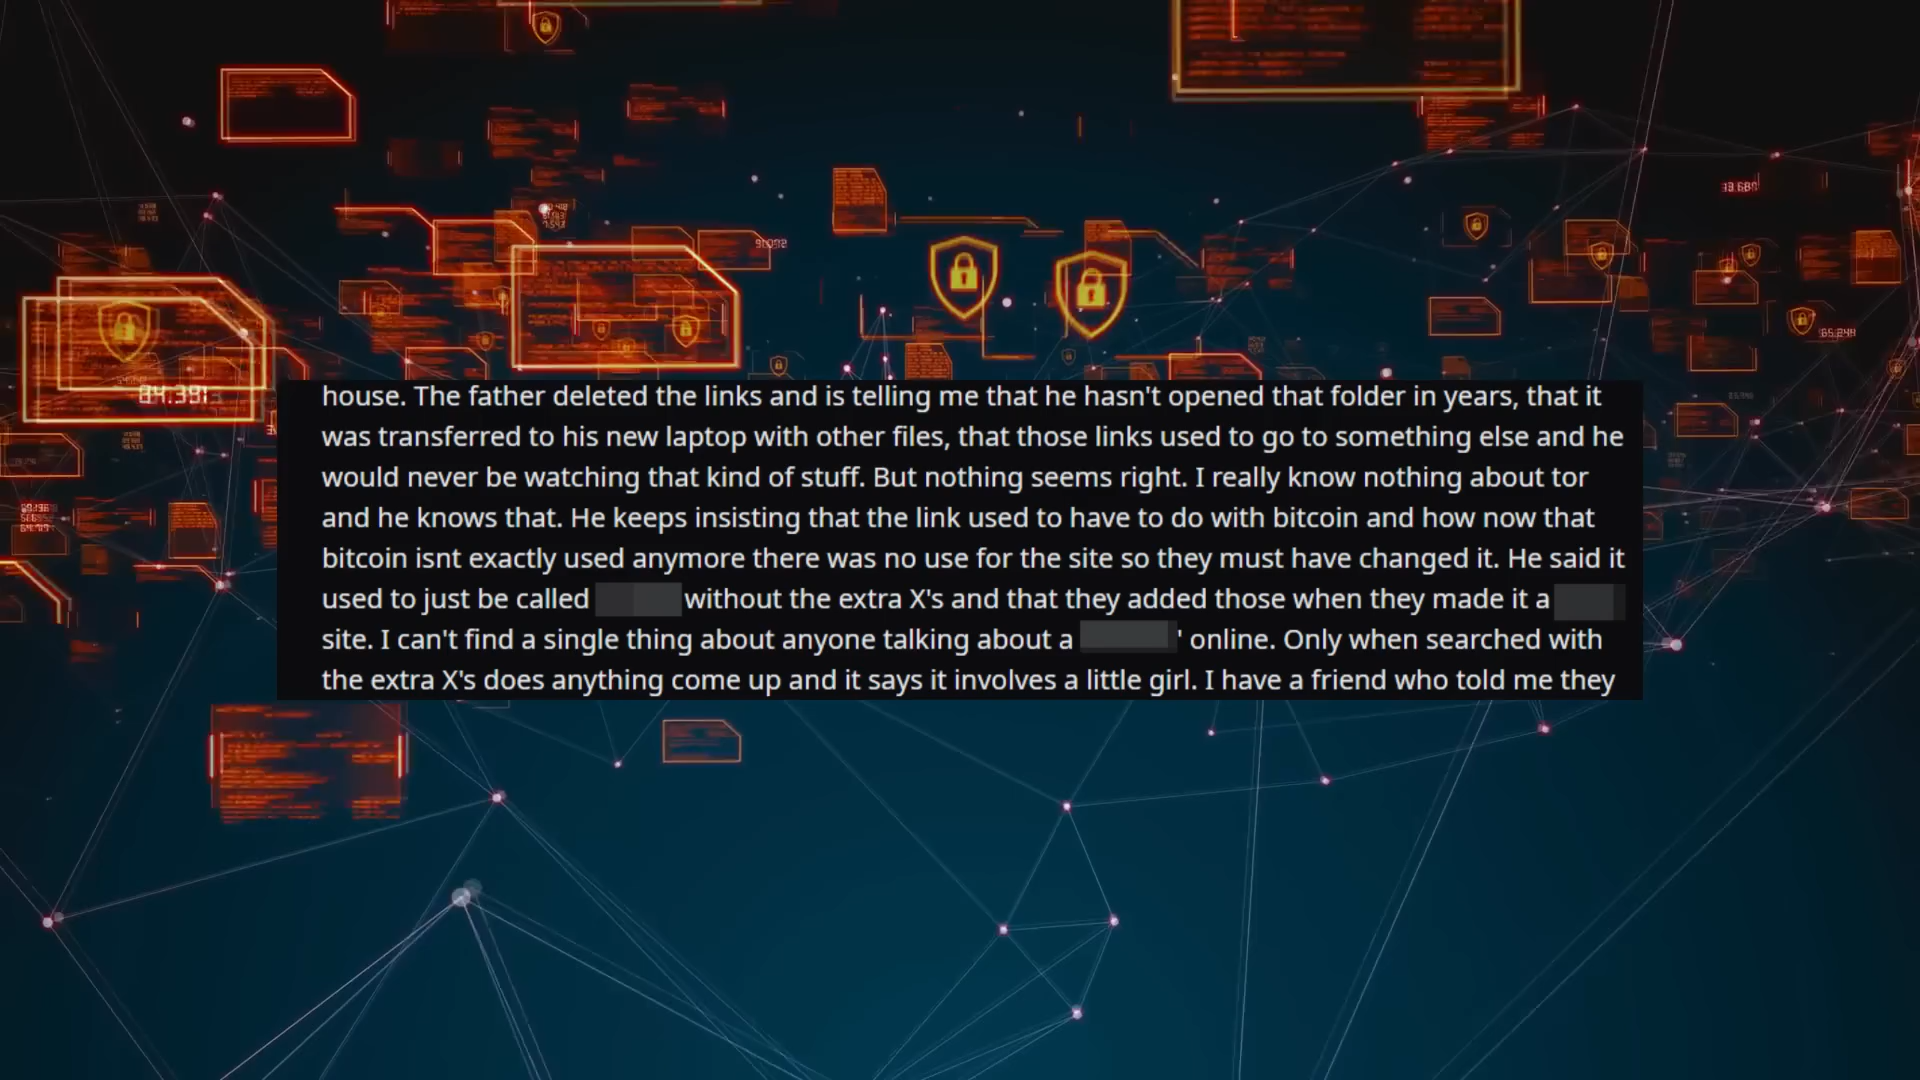 house. The father deleted the links and is telling me that he hasn't opened that folder in years, that it
was transferred to his new laptop with other files, that those links used to go to something else and he
would never be watching that kind of stuff. But nothing seems right. I really know nothing about tor
and he knows that. He keeps insisting that the link used to have to do with bitcoin and how now that
bitcoin isnt exactly used anymore there was no use for the site so they must have changed it. He said it
used to just be called without the extra X's and that they added those when they made it a
site. I can't find a single thing about anyone talking about a ' online. Only when searched with
the extra X's does anything come up and it says it involves a little girl. I have a friend who told me they